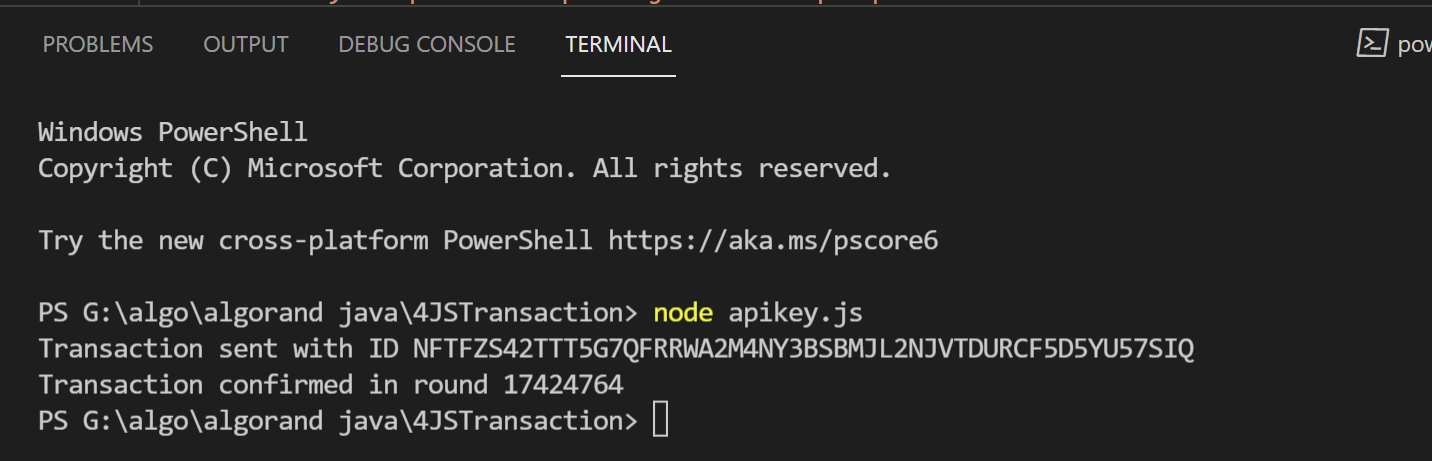 PROBLEMS OUTPUT DEBUG CONSOLE TERMINAL pow
Windows PowerShell
Copyright (C) Microsoft Corporation. All rights reserved.
Try the new cross-platform PowerShell https://aka.ms/pscore6
PS G:\algo\algorand java\4JSTransaction> node apikey.js
Transaction sent with ID NFTFZS42TTT5G7QFRRWA2M4NY3BSBMJL2NJVTDURCF5D5YU57SIQ
Transaction confirmed in round 17424764
PS G:\algo\algorand java\4JSTransaction>